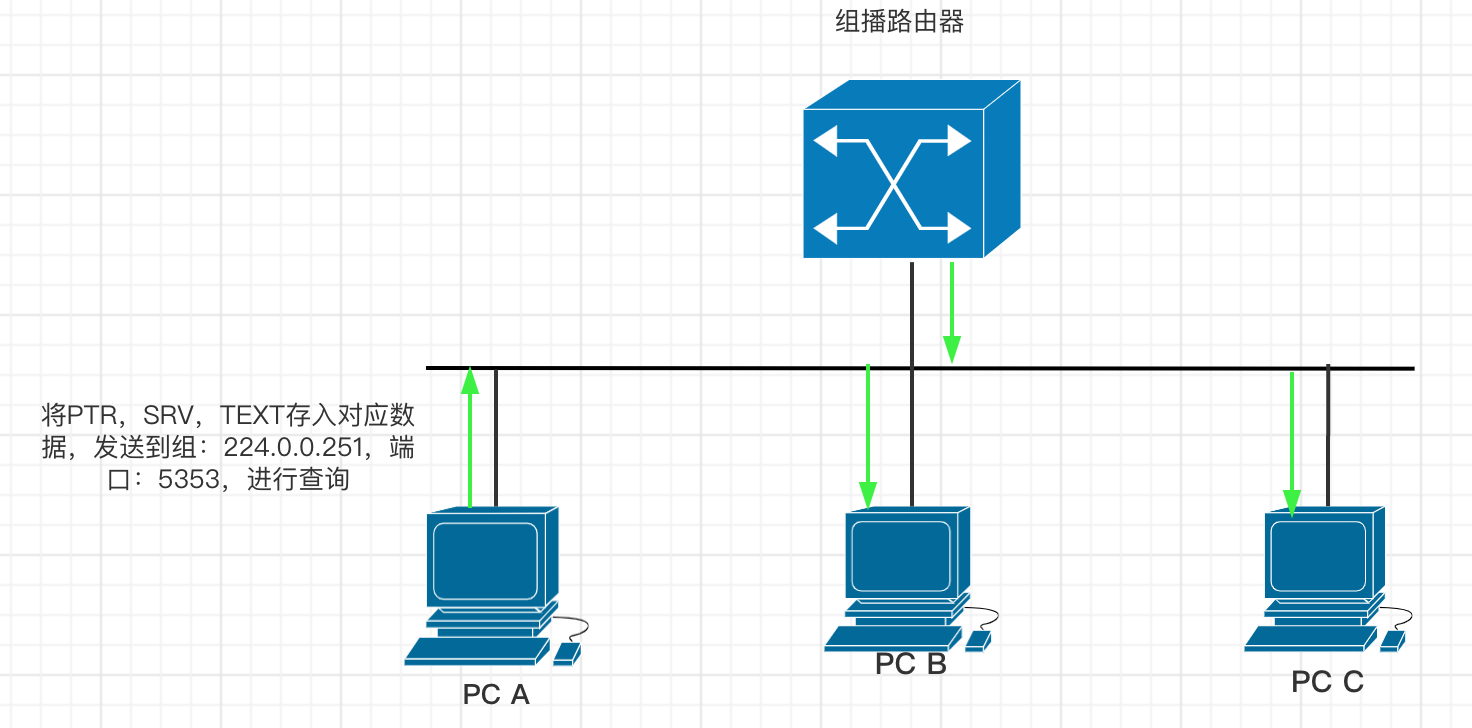 组播路由器
将PTR，SRV，TEXT存入对应数
据，发送到组：224.0.0.251，端
口：5353，进行查询
PC A
PC B
PC C